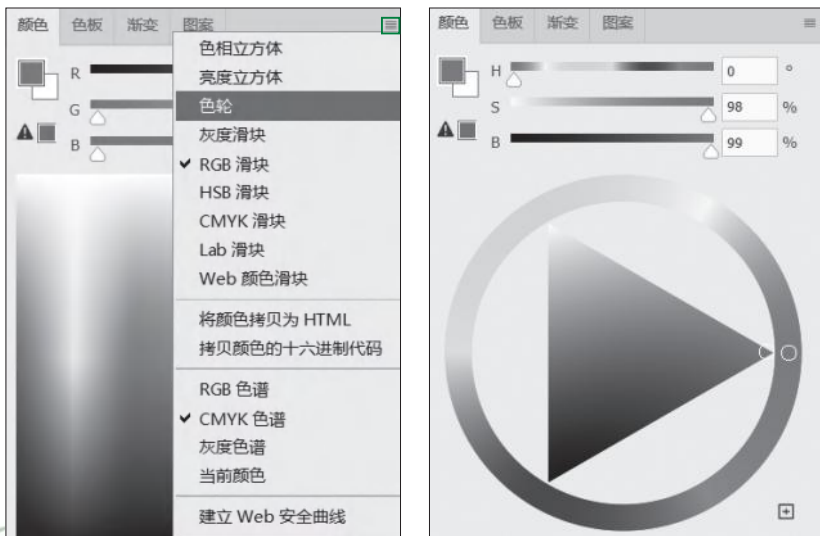 颜色 色板 渐变 图案
R
G
B
色相立方体
亮度立方体
色轮
灰度滑块
RGB 滑块
HSB 滑块
CMYK 滑块
Lab 滑块
Web 颜色滑块
将颜色拷贝为 HTML
拷贝颜色的十六进制代码
RGB 色谱
CMYK 色谱
灰度色谱
当前颜色
建立 Web 安全曲线
颜色 色板 渐变 图案
H 0 °
S 98 %
B 99 %